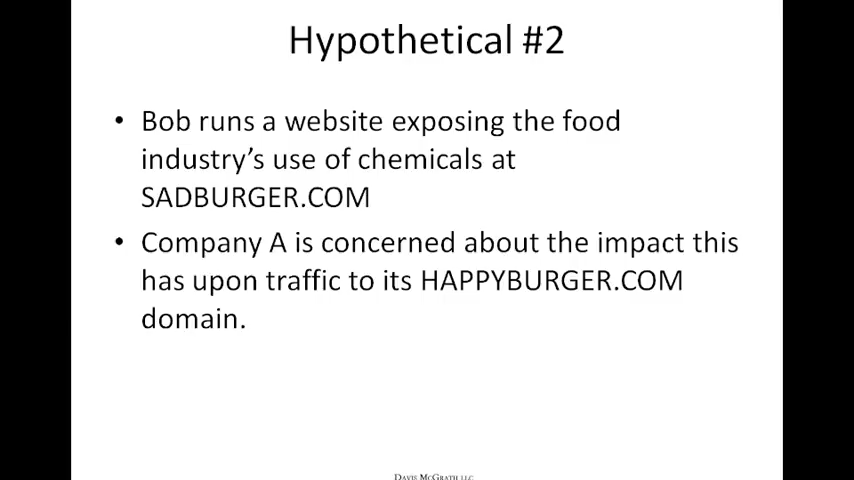 Hypothetical #2
• Bob runs a website exposing the food
industry's use of chemicals at
SADBURGER.COM
• Company A is concerned about the impact this
has upon traffic to its HAPPYBURGER.COM
domain.
DAVIS MCGRATH LLC